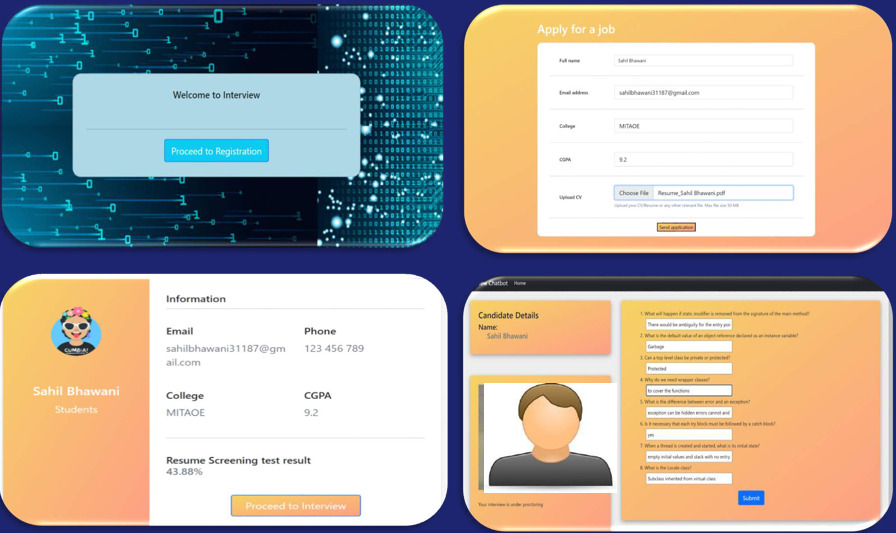 Welcome to Interview
Proceed to Registration
Apply for a job
Full name
Sahil Bhawani
Email address
sahilbhawani31187@gmail.com
College
MITAOE
CGPA
9.2
Upload CV
Choose File Resume_Sahil Bhawani.pdf
Upload your CV/Resume or any other relevant file. Max file size 50 MB
Send application
CUMB-AI
Sahil Bhawani
Students
Information
Email
Phone
sahilbhawani31187@gm
ail.com
123 456 789
College
CGPA
MITAOE
9.2
Resume Screening test result
43.88%
Proceed to Interview
Chatbot Home
Candidate Details
Name:
Sahil Bhawani
Your interview is under proctoring
1. What will happen if static modifier is removed from the signature of the main method?
There would be ambiguity for the entry poi
2. What is the default value of an object reference declared as an instance variable?
Garbage
3. Can a top level class be private or protected?
Protected
4. Why do we need wrapper classes?
to cover the functions
5. What is the difference between error and an exception?
exception can be hidden errors cannot and
6. Is it necessary that each try block must be followed by a catch block?
yes
7. When a thread is created and started, what is its initial state?
empty initial values and stack with no entry
8. What is the Locale class?
Subclass inherited from virtual class
Submit